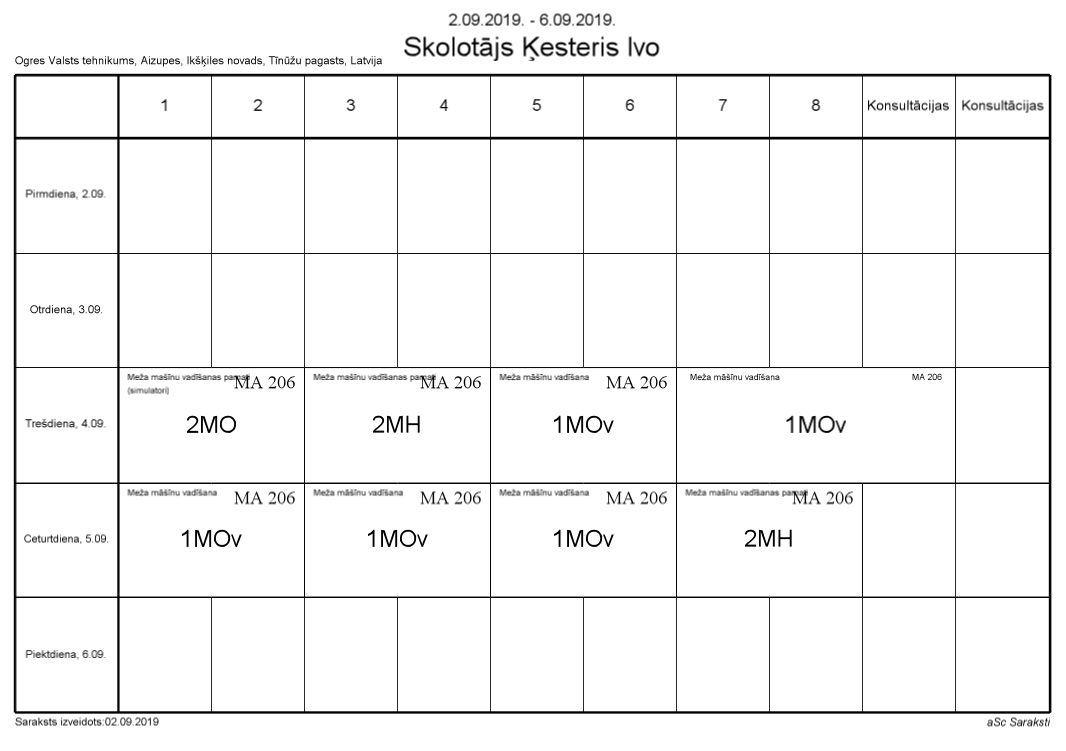 2.09.2019. - 6.09.2019.
Skolotājs Ķesteris Ivo
Ogres Valsts tehnikums, Aizupes, Ikšķiles novads, Tīnūžu pagasts, Latvija
1 2 3 4 5 6 7 8 Konsultācijas Konsultācijas
Pirmdiena, 2.09.
Otrdiena, 3.09.
Trešdiena, 4.09.
Meža mašīnu vadīšanas pamati MA 206
(simulatori)
2MO
Meža mašīnu vadīšanas pamati MA 206
2MH
Meža māšīnu vadīšana MA 206
1MOv
Meža māšīnu vadīšana MA 206
1MOv
Ceturtdiena, 5.09.
Meža māšīnu vadīšana MA 206
1MOv
Meža māšīnu vadīšana MA 206
1MOv
Meža māšīnu vadīšana MA 206
1MOv
Meža mašīnu vadīšanas pamati MA 206
2MH
Piektdiena, 6.09.
Saraksts izveidots:02.09.2019
aSc Saraksti